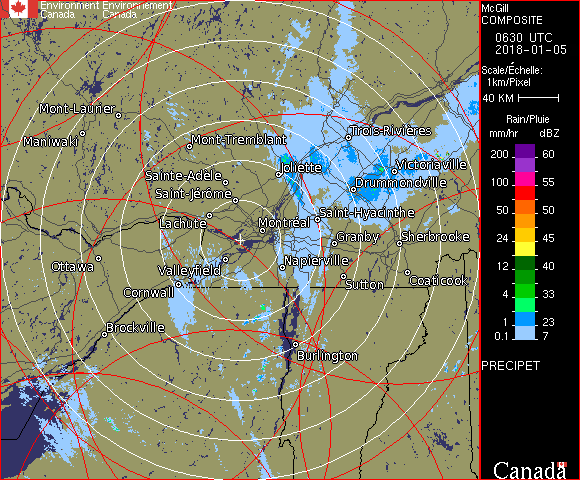 Environment Environnement
Canada Canada
McGill
COMPOSITE
0630 UTC
2018-01-05
Scale/Échelle:
1km/Pixel
40 KM
Rain/Pluie
mm/hr dBZ
200 60
150 57
100 55
50 50
24 45
12 40
4 33
1 23
0.1 7
PRECIPET
Canada
Mont-Laurier
Maniwaki
Mont-Tremblant
Trois-Rivières
Joliette
Victoriaville
Sainte-Adèle
Drummondville
Saint-Jérôme
Lachute
Saint-Hyacinthe
Montréal
Granby
Sherbrooke
Ottawa
Valleyfield
Napierville
Cornwall
Sutton
Coaticook
Brockville
Burlington